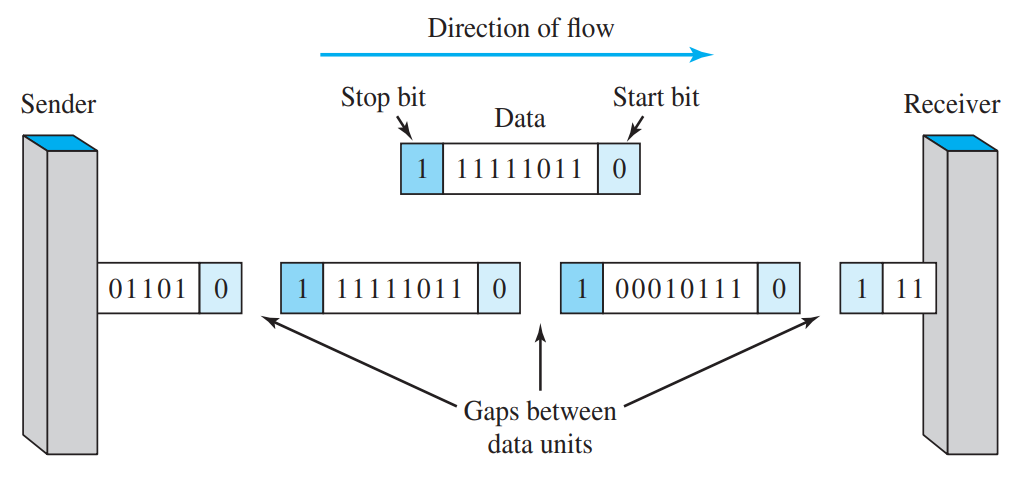 Direction of flow
Sender
Stop bit
Data
Start bit
Receiver
1 11111011 0
01101 0
1 11111011 0
1 00010111 0
1 11
Gaps between
data units